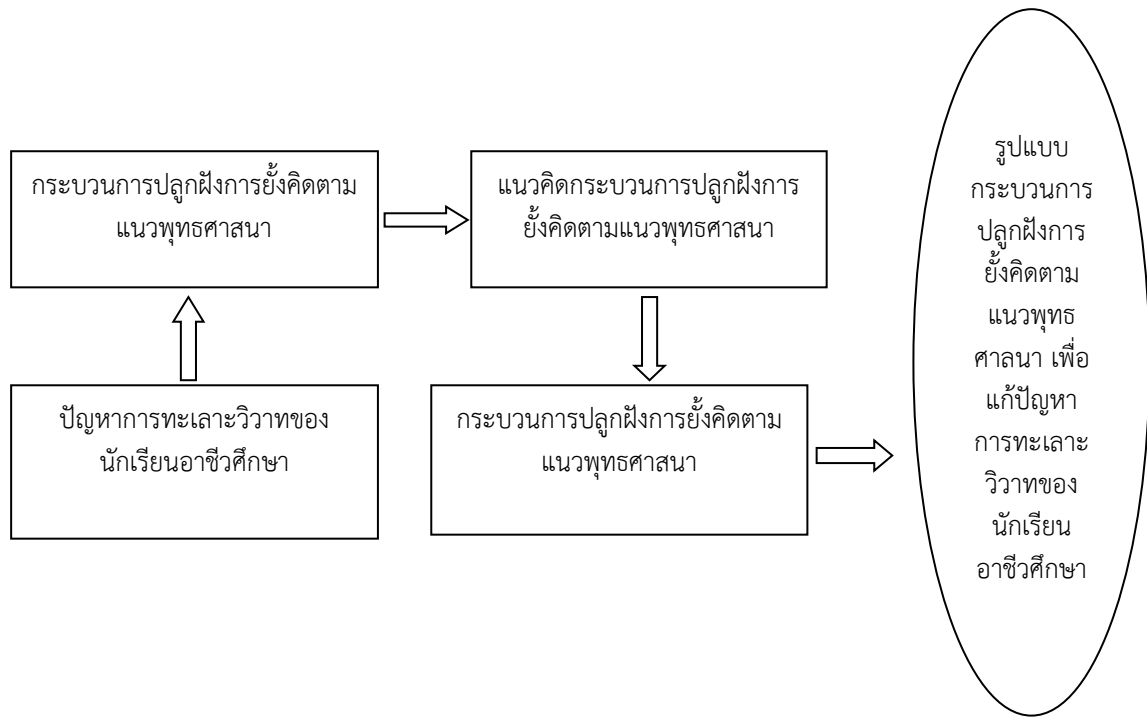 กระบวนการปลูกฝังการยั้งคิดตาม
แนวพุทธศาสนา
แนวคิดกระบวนการปลูกฝังการ
ยั้งคิดตามแนวพุทธศาสนา
ปัญหาการทะเลาะวิวาทของ
นักเรียนอาชีวศึกษา
กระบวนการปลูกฝังการยั้งคิดตาม
แนวพุทธศาสนา
รูปแบบ
กระบวนการ
ปลูกฝังการ
ยั้งคิดตาม
แนวพุทธ
ศาลนา เพื่อ
แก้ปัญหา
การทะเลาะ
วิวาทของ
นักเรียน
อาชีวศึกษา